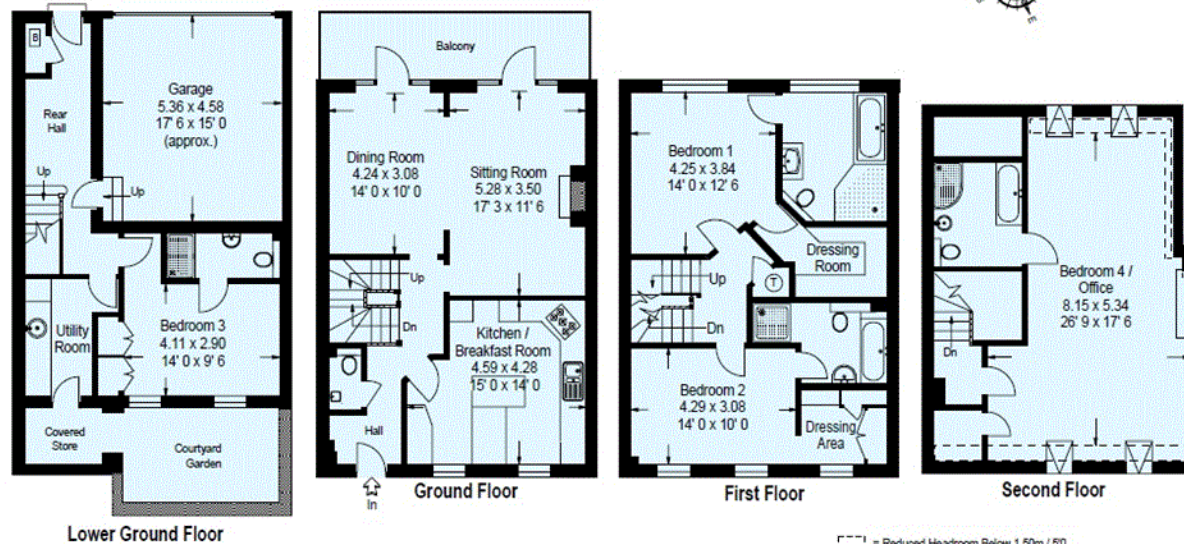 B
Rear
Hall
Up
Up
Garage
5.36 x 4.58
17' 6 x 15' 0
(approx.)
Utility
Room
Bedroom 3
4.11 x 2.90
14' 0 x 9' 6
Covered
Store
Courtyard
Garden
Lower Ground Floor
Balcony
Dining Room
4.24 x 3.08
14' 0 x 10' 0
Sitting Room
5.28 x 3.50
17' 3 x 11' 6
Up
Dn
Kitchen /
Breakfast Room
4.59 x 4.28
15' 0 x 14' 0
Hall
In
Ground Floor
Bedroom 1
4.25 x 3.84
14' 0 x 12' 6
Dressing
Room
T
Up
Dn
Bedroom 2
4.29 x 3.08
14' 0 x 10' 0
Dressing
Area
First Floor
E
Bedroom 4 /
Office
8.15 x 5.34
26' 9 x 17' 6
Dn
Second Floor
= Reduced Headroom Below 1.50m / 5'0